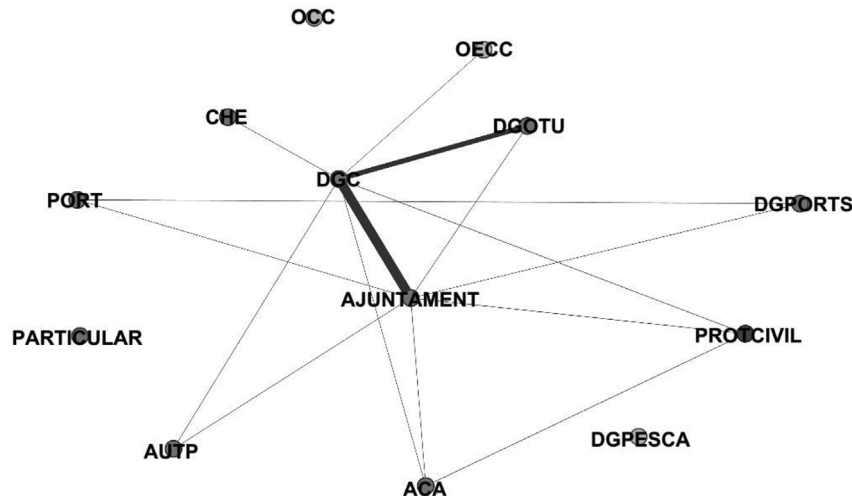 OCC
OECC
CHE
DGOTU
DGC
PORT
DGPORTS
AJUNTAMENT
PARTICULAR
PROTCIVIL
AUTP
DGPESCA
ACA